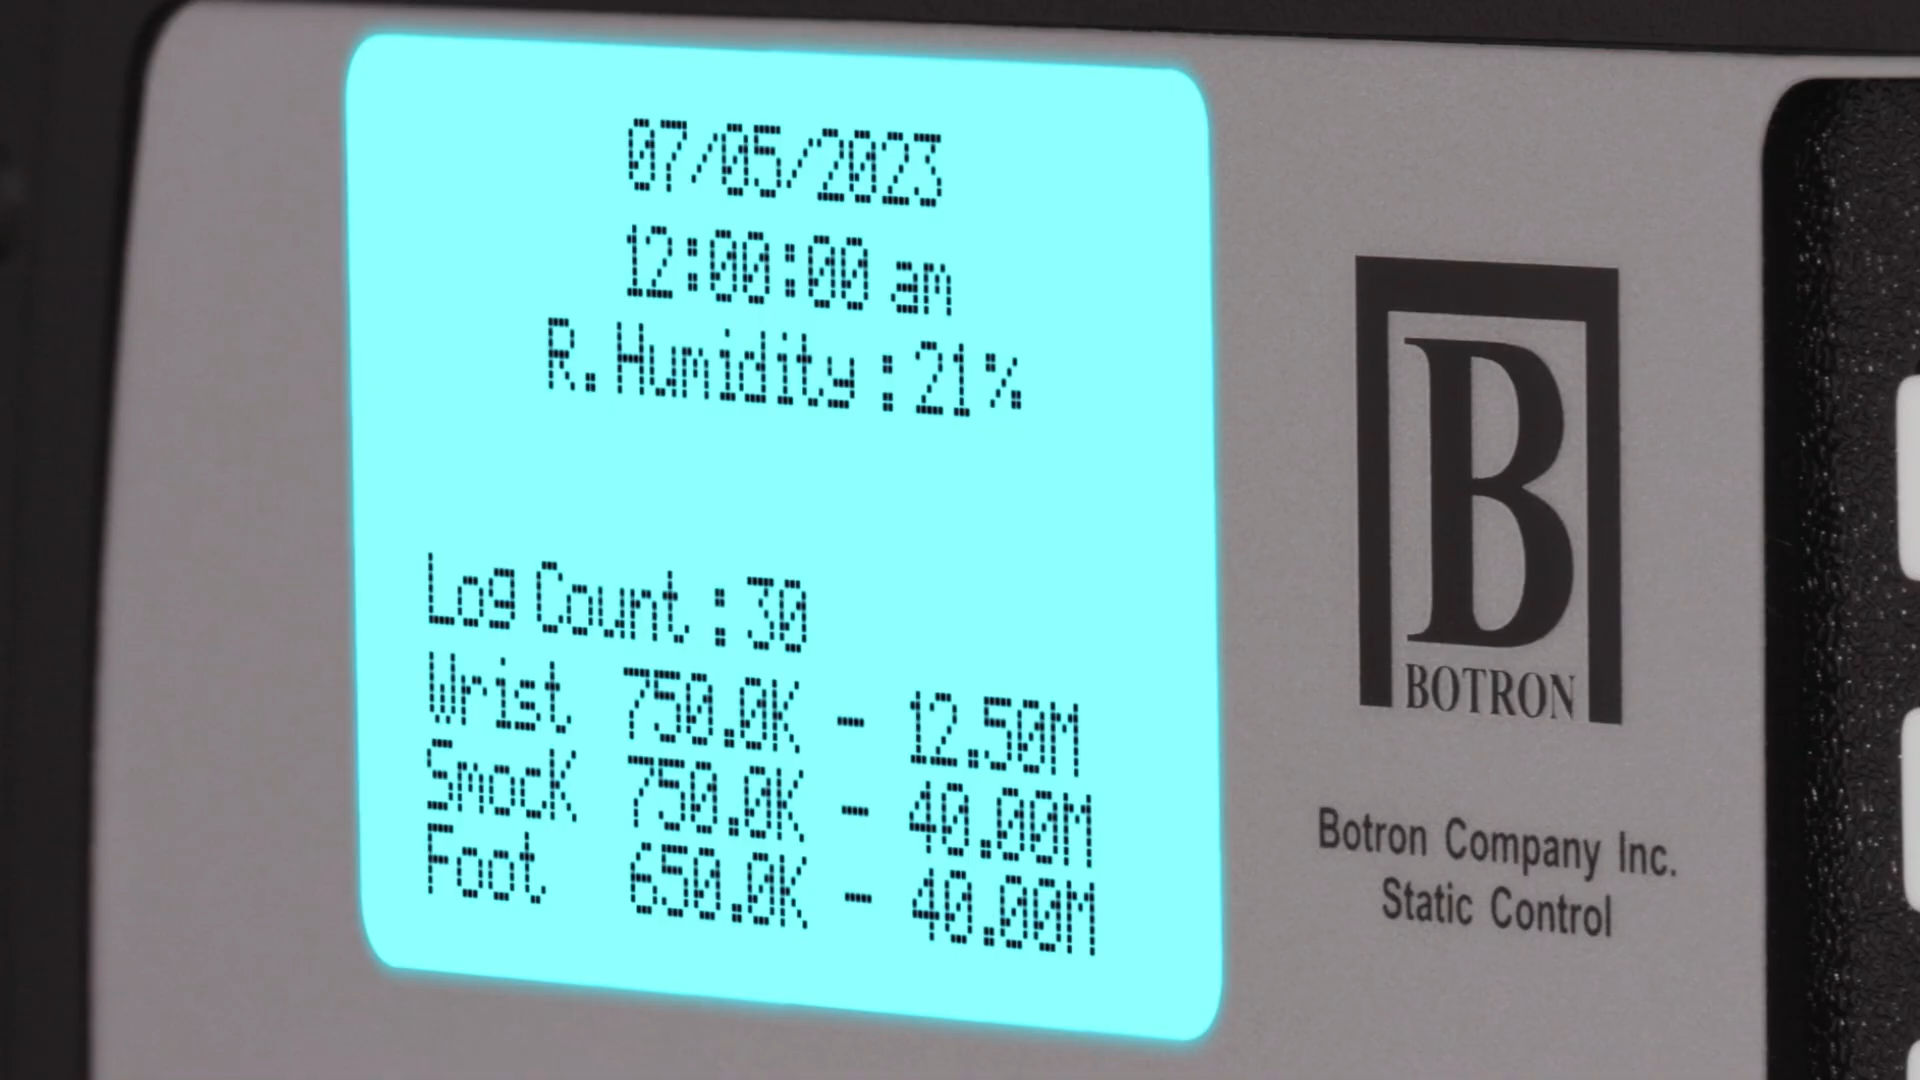 07/05/2023
12:00:00 am
R. Humidity : 21%
Log Count : 30
Wrist 750.0K - 12.50M
Smock 750.0K - 40.00M
Foot 650.0K - 40.00M
B
BOTRON
Botron Company Inc.
Static Control